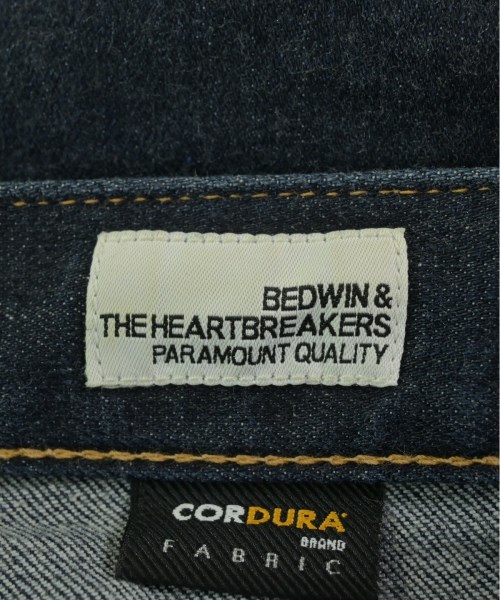 BEDWIN &
THE HEARTBREAKERS
PARAMOUNT QUALITY
CORDURA
BRAND
FABRIC